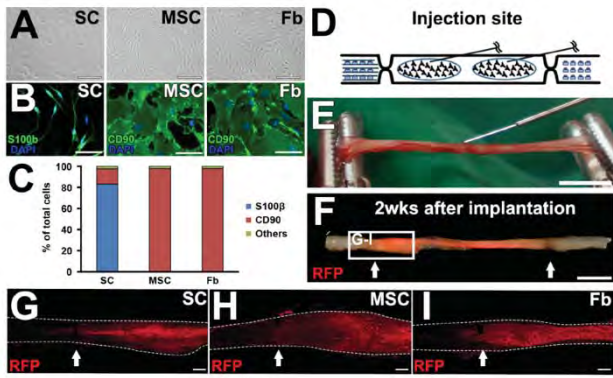 A
SC
MSC
Fb
B
SC
MSC
Fb
S100b
DAPI
CD90
DAPI
CD90
DAPI
C
% of total cells
100
80
60
40
20
0
SC
MSC
Fb
S100β
CD90
Others
D
Injection site
E
F
2wks after implantation
G-I
RFP
G
SC
RFP
H
MSC
RFP
I
Fb
RFP